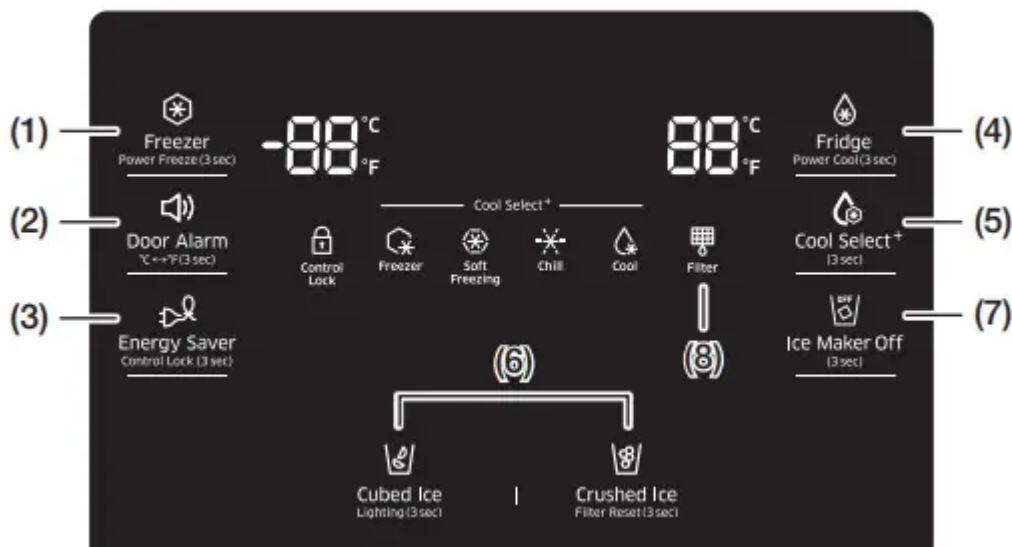 (1)
Freezer
Power Freeze (3 sec)
-88 °C °F
88 °C °F
Fridge
Power Cool (3 sec)
(4)
(2)
Door Alarm
°C↔°F (3 sec)
Cool Select+
Control Lock
Freezer
Soft Freezing
Chill
Cool
Filter
Cool Select+
(3 sec)
(5)
(3)
Energy Saver
Control Lock (3 sec)
(8)
OFF
Ice Maker Off
(3 sec)
(7)
(6)
Cubed Ice
Lighting (3 sec)
|
Crushed Ice
Filter Reset (3 sec)